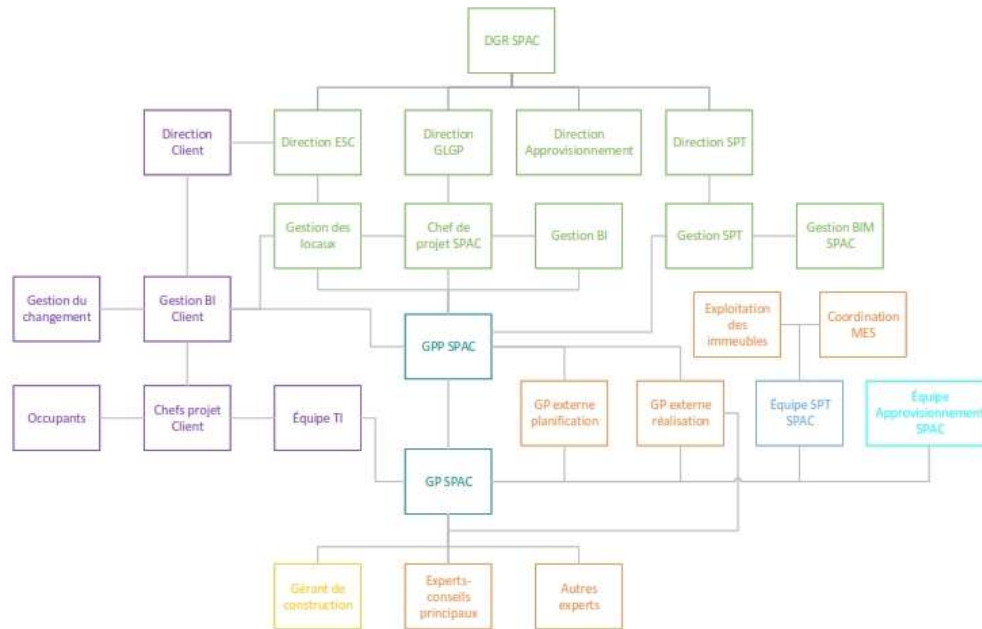 DGR SPAC
Direction
Client
Direction ESC
Direction
GLGP
Direction
Approvisionnement
Direction SPT
Gestion des
locaux
Chef de
projet SPAC
Gestion BI
Gestion SPT
Gestion BIM
SPAC
Gestion du
changement
Gestion BI
Client
GPP SPAC
Exploitation
des
immeubles
Coordination
MES
Occupants
Chefs projet
Client
Équipe TI
GP externe
planification
GP externe
réalisation
Équipe SPT
SPAC
Équipe
Approvisionnement
SPAC
GP SPAC
Gérant de
construction
Experts-
conseils
principaux
Autres
experts